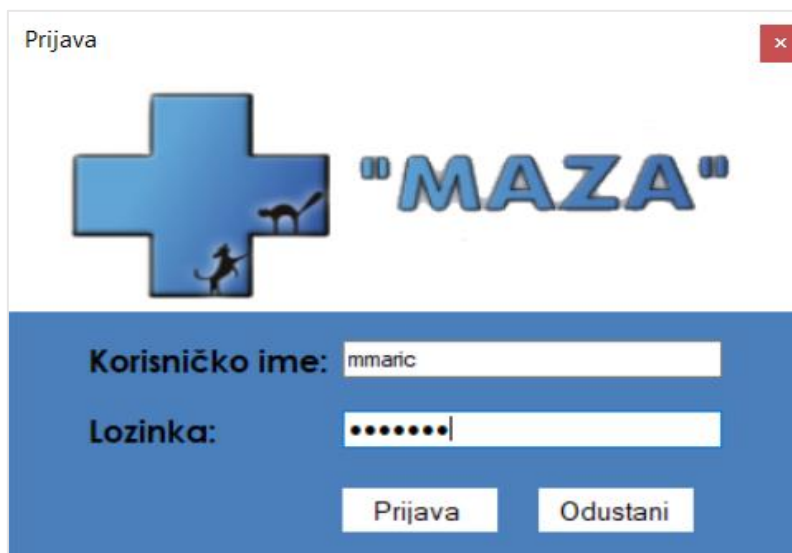 Prijava
"MAZA"
Korisničko ime: mmaric
Lozinka: •••••••
Prijava Odustani